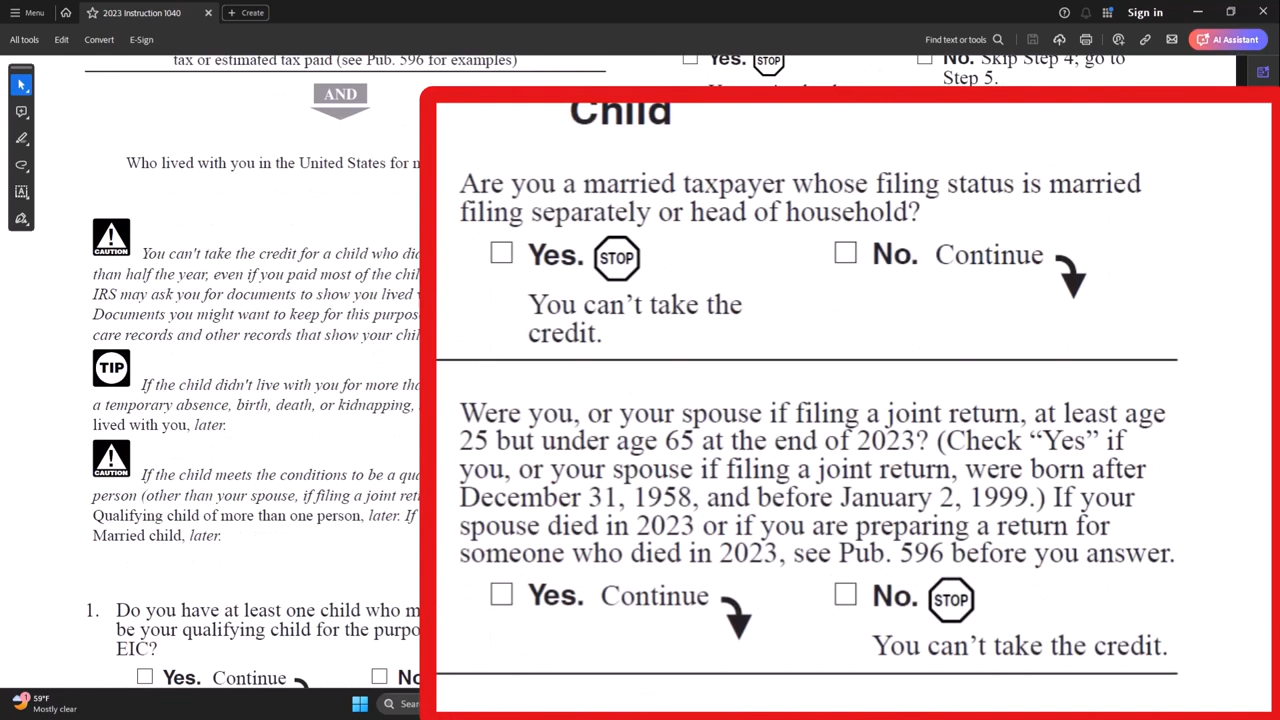 Menu
2023 Instruction 1040
Create
Sign in
All tools
Edit
Convert
E-Sign
Find text or tools
AI Assistant
tax or estimated tax paid (see Pub. 596 for examples)
AND
Who lived with you in the United States for
CAUTION
You can't take the credit for a child who
than half the year, even if you paid most of the
IRS may ask you for documents to show you lived
Documents you might want to keep for this
care records and other records that show your
TIP
If the child didn't live with you for more
a temporary absence, birth, death, or kidnapping,
lived with you, later.
CAUTION
If the child meets the conditions to be a
person (other than your spouse, if filing a joint
Qualifying child of more than one person, later. If
Married child, later.
1. Do you have at least one child who
be your qualifying child for the
EIC?
Yes. Continue
Yes. STOP
No. Skip Step 4; go to
Step 5.
Child
Are you a married taxpayer whose filing status is married
filing separately or head of household?
Yes. STOP
No. Continue
You can’t take the
credit.
Were you, or your spouse if filing a joint return, at least age
25 but under age 65 at the end of 2023? (Check “Yes” if
you, or your spouse if filing a joint return, were born after
December 31, 1958, and before January 2, 1999.) If your
spouse died in 2023 or if you are preparing a return for
someone who died in 2023, see Pub. 596 before you answer.
Yes. Continue
No. STOP
You can’t take the credit.
59°F
Mostly clear